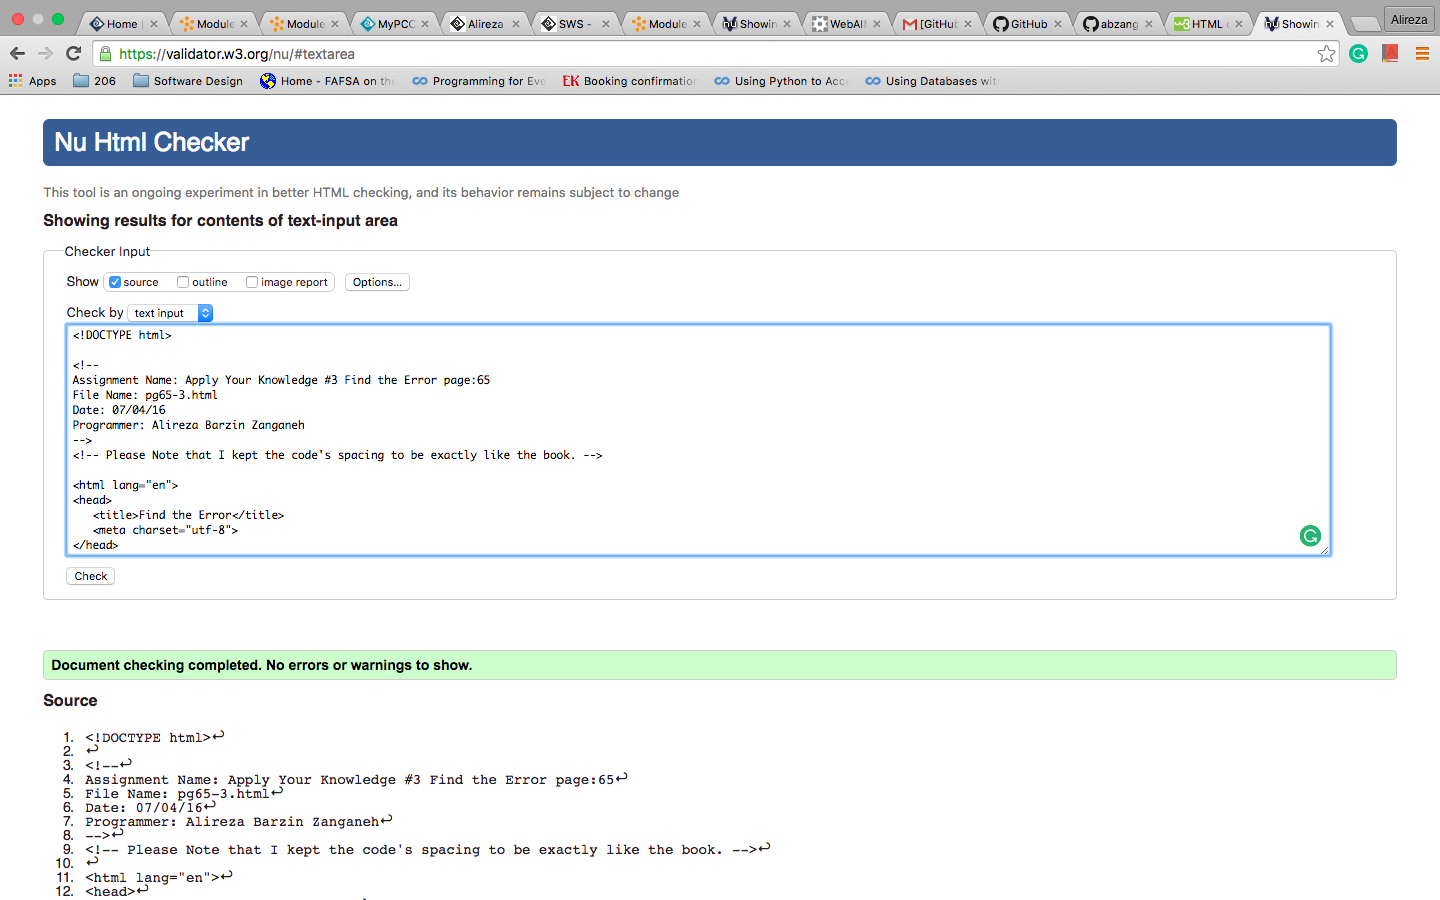 Home
Module
Module
MyPCC
Alireza
SWS -
Module
Showin
WebAI
[GitHub
GitHub
abzang
HTML
Showin
Alireza
https://validator.w3.org/nu/#textarea
Apps
206
Software Design
Home - FAFSA on the
Programming for Eve
EK Booking confirmation
Using Python to Acc
Using Databases with
Nu Html Checker
This tool is an ongoing experiment in better HTML checking, and its behavior remains subject to change
Showing results for contents of text-input area
Checker Input
Show source outline image report Options...
Check by text input
<!DOCTYPE html>
<!--
Assignment Name: Apply Your Knowledge #3 Find the Error page:65
File Name: pg65-3.html
Date: 07/04/16
Programmer: Alireza Barzin Zanganeh
-->
<!-- Please Note that I kept the code's spacing to be exactly like the book. -->
<html lang="en">
<head>
<title>Find the Error</title>
<meta charset="utf-8">
</head>
Check
Document checking completed. No errors or warnings to show.
Source
1. <!DOCTYPE html>↩
2. ↩
3. <!--↩
4. Assignment Name: Apply Your Knowledge #3 Find the Error page:65↩
5. File Name: pg65-3.html↩
6. Date: 07/04/16↩
7. Programmer: Alireza Barzin Zanganeh↩
8. -->↩
9. <!-- Please Note that I kept the code's spacing to be exactly like the book. -->↩
10. ↩
11. <html lang="en">↩
12. <head>↩